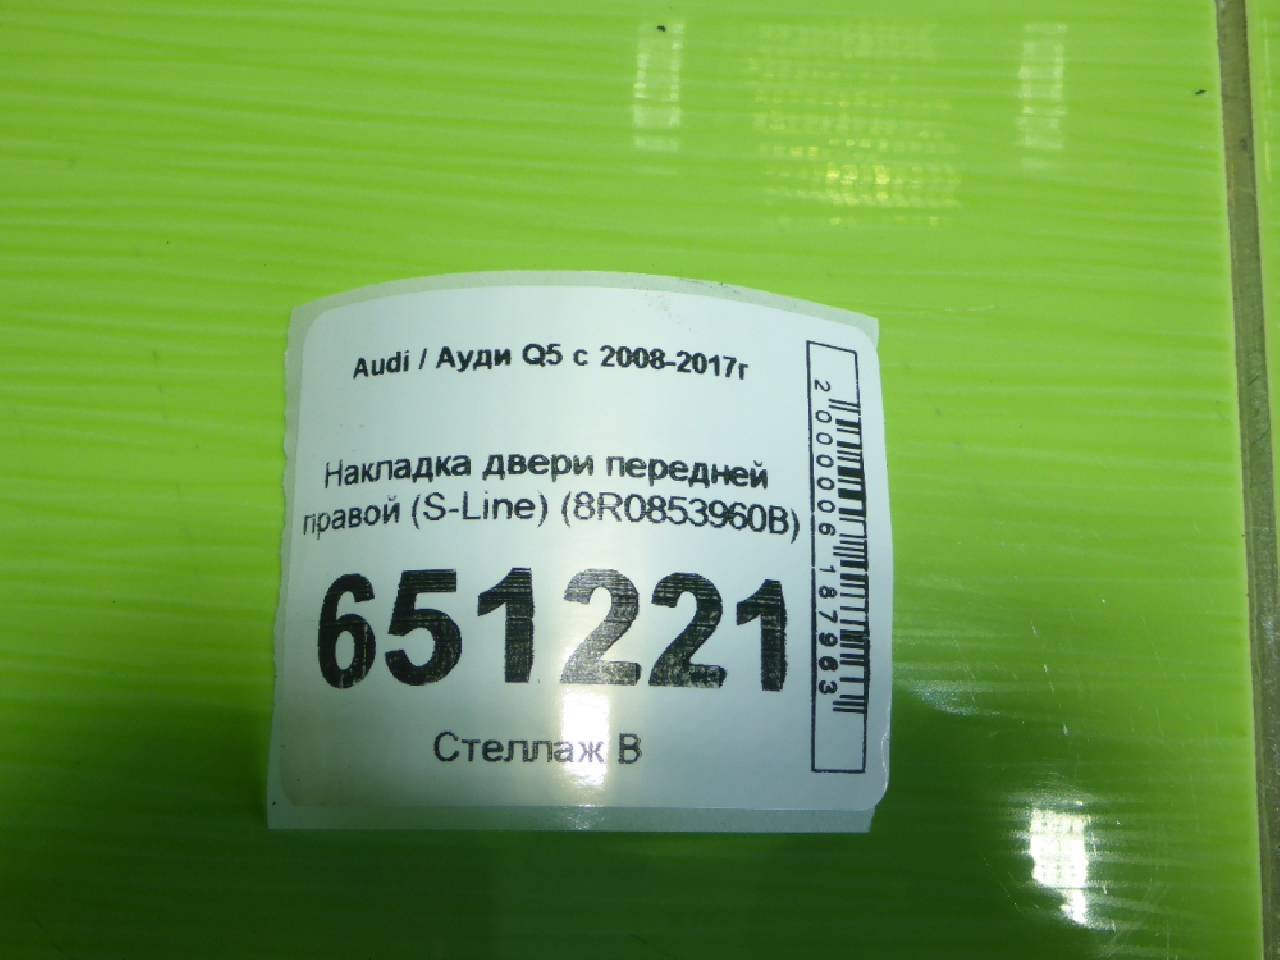 Audi / Ауди Q5 с 2008-2017г
Накладка двери передней
правой (S-Line) (8R0853960B)
651221
Стеллаж В
2000006187963